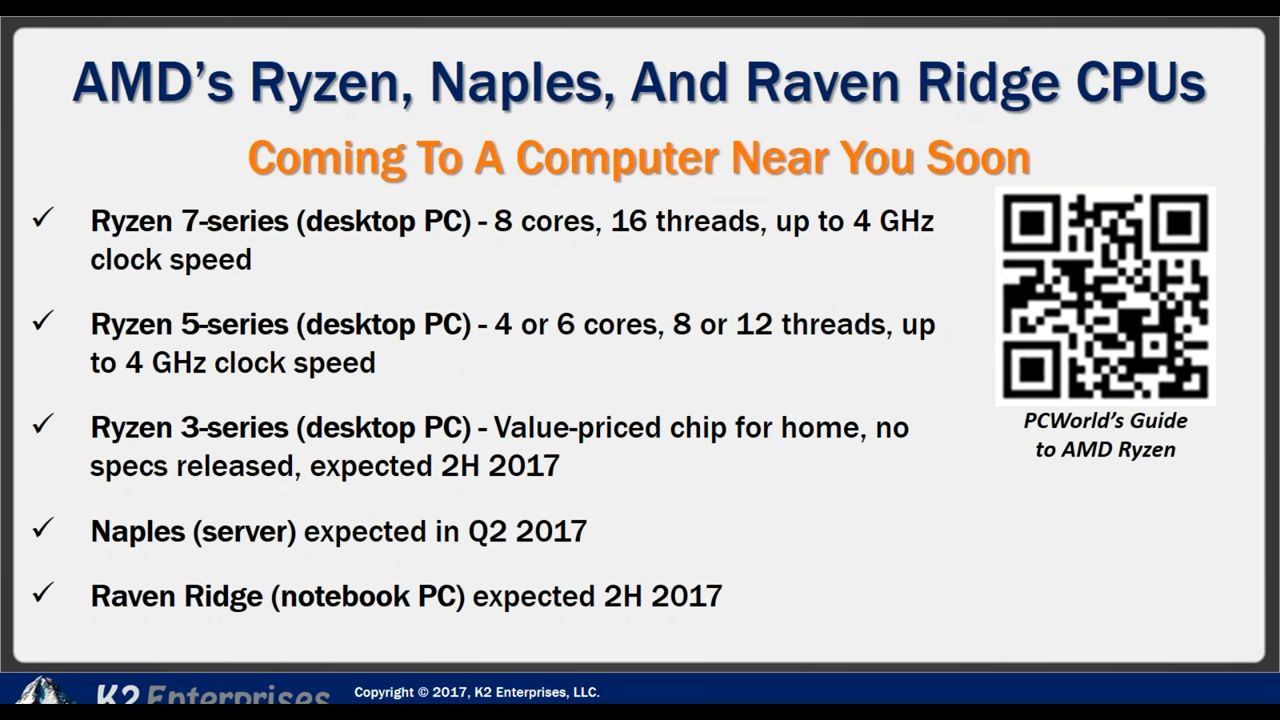 AMD's Ryzen, Naples, And Raven Ridge CPUs
Coming To A Computer Near You Soon
Ryzen 7-series (desktop PC) - 8 cores, 16 threads, up to 4 GHz
clock speed
Ryzen 5-series (desktop PC) - 4 or 6 cores, 8 or 12 threads, up
to 4 GHz clock speed
Ryzen 3-series (desktop PC) - Value-priced chip for home, no
specs released, expected 2H 2017
Naples (server) expected in Q2 2017
Raven Ridge (notebook PC) expected 2H 2017
PCWorld's Guide
to AMD Ryzen
K2 Enterprises
Copyright © 2017, K2 Enterprises, LLC.